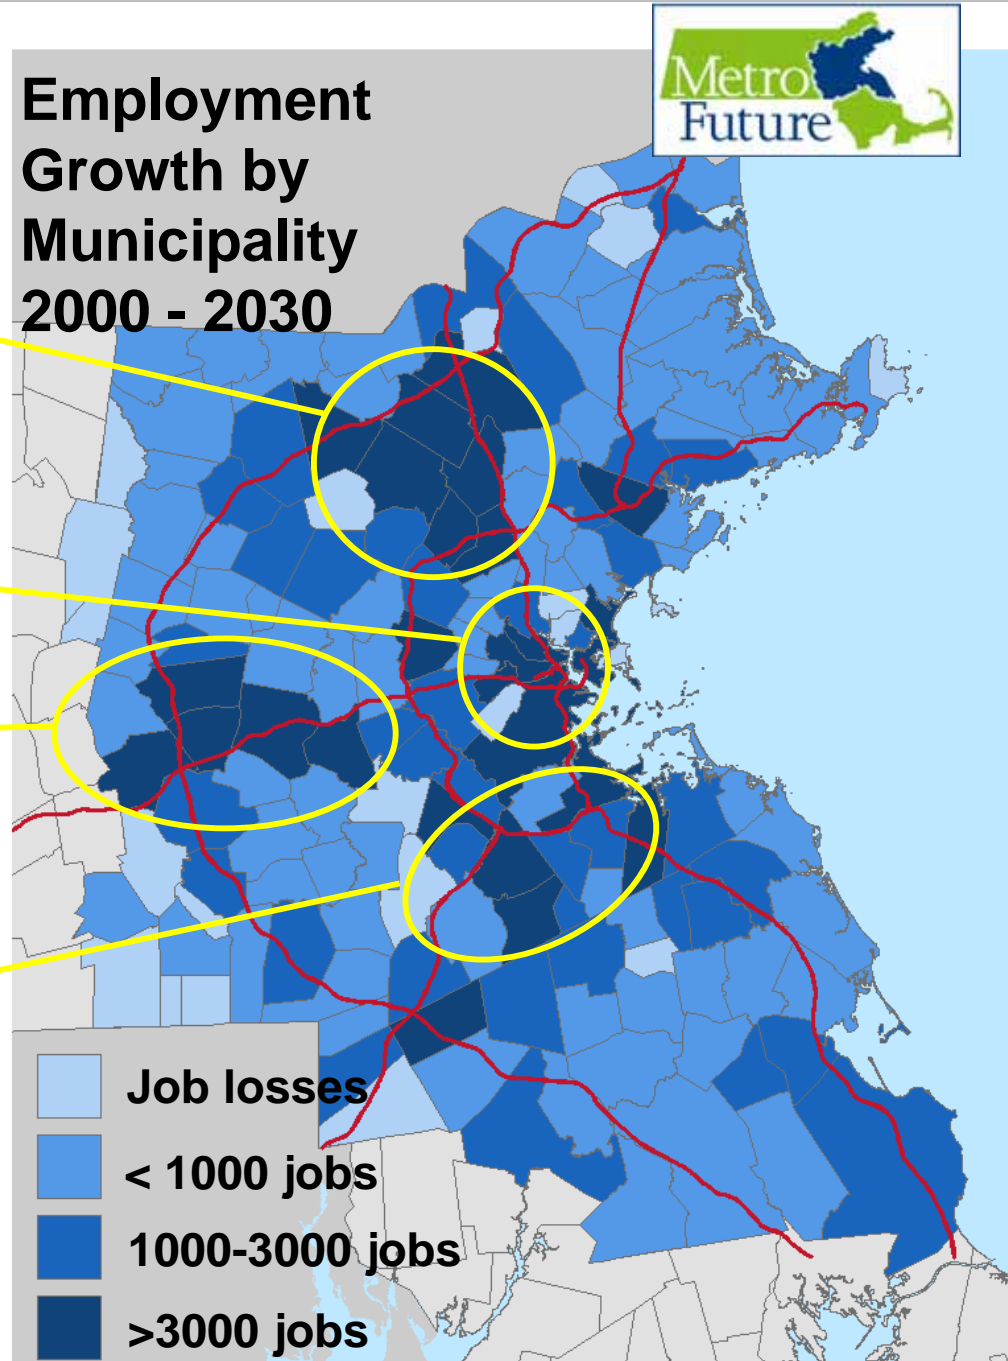 Metro
Future
Employment
Growth by
Municipality
2000 - 2030
Job losses
< 1000 jobs
1000-3000 jobs
>3000 jobs